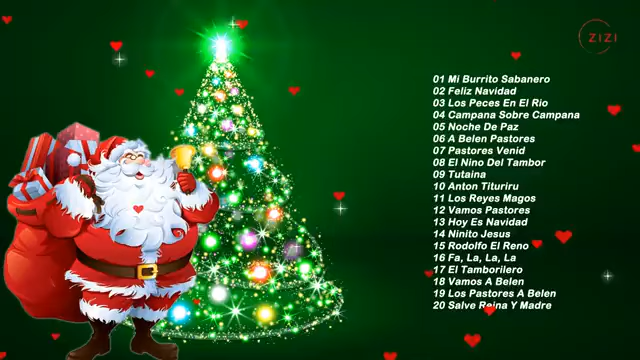 ZIZI
01 Mi Burrito Sabanero
02 Feliz Navidad
03 Los Peces En El Rio
04 Campana Sobre Campana
05 Noche De Paz
06 A Belen Pastores
07 Pastores Venid
08 El Nino Del Tambor
09 Tutaina
10 Anton Tituriru
11 Los Reyes Magos
12 Vamos Pastores
13 Hoy Es Navidad
14 Ninito Jesus
15 Rodolfo El Reno
16 Fa, La, La, La
17 El Tamborilero
18 Vamos A Belen
19 Los Pastores A Belen
20 Salve Reina Y Madre